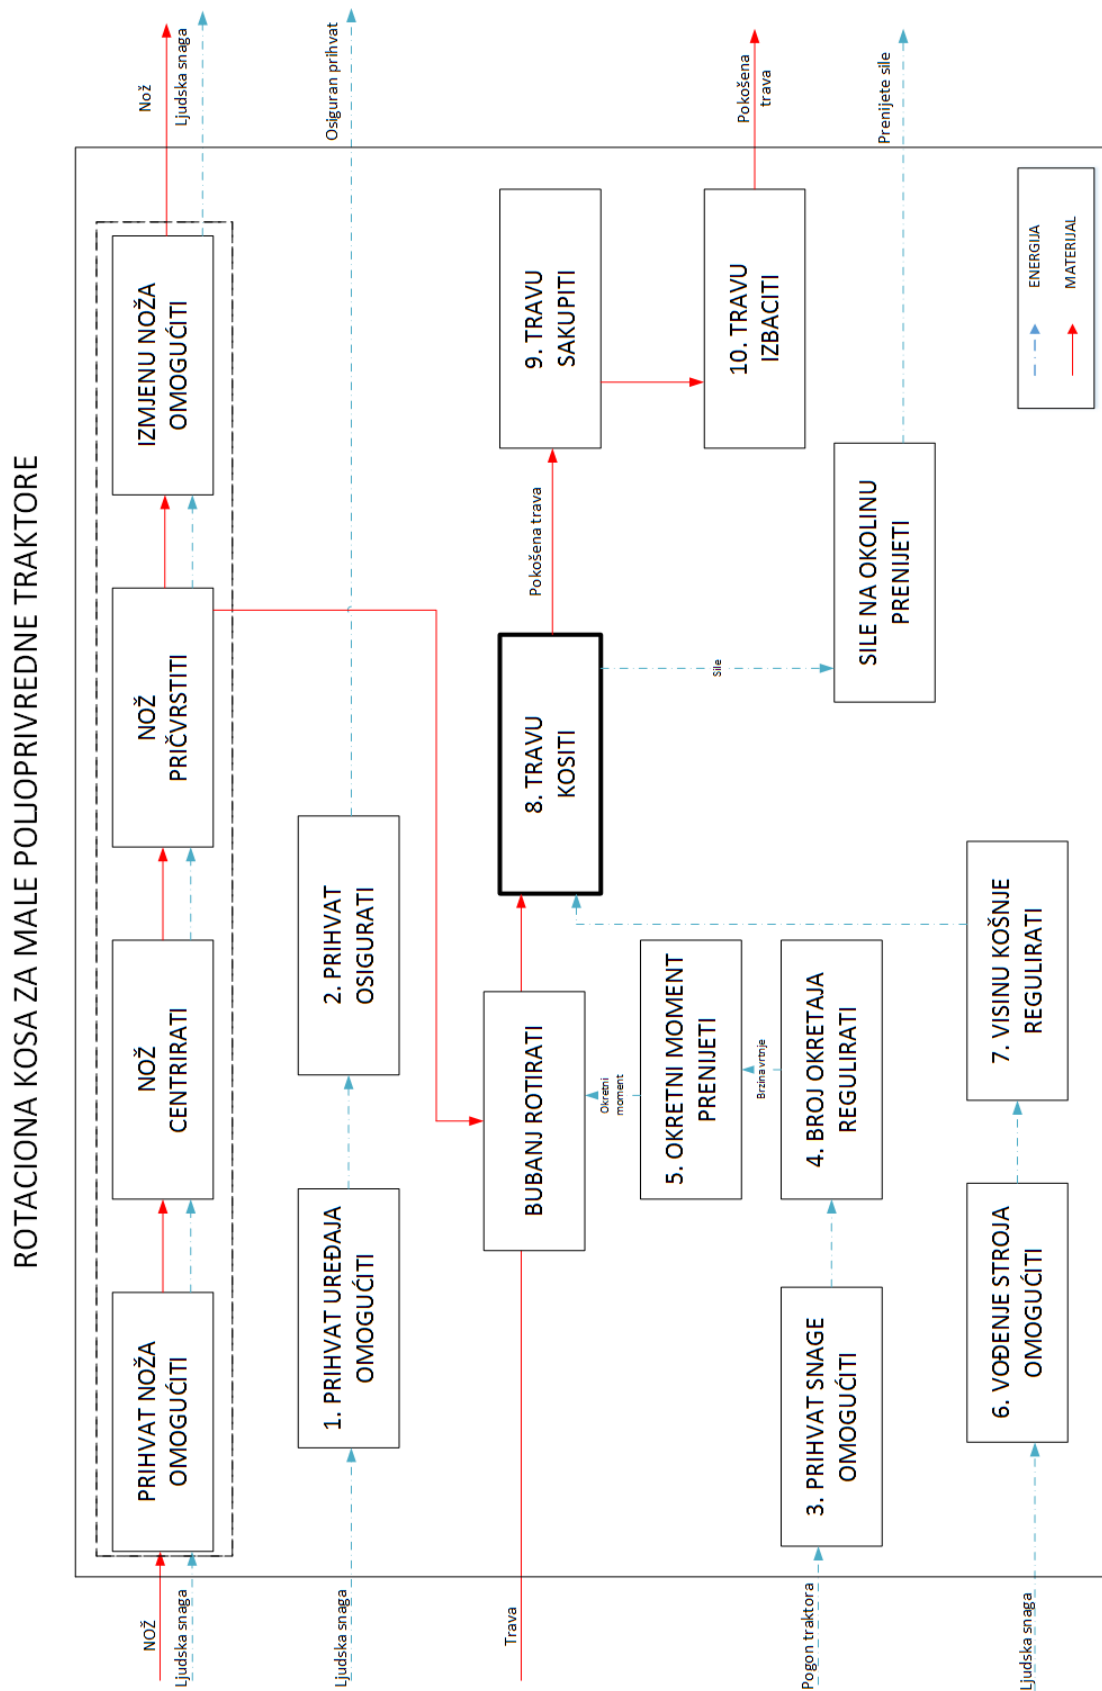 ROTACIONA KOSA ZA MALE POLJOPRIVREDNE TRAKTORE
NOŽ
Ljudska snaga
PRIHVAT NOŽA
OMOGUĆITI
NOŽ
CENTRIRATI
NOŽ
PRIČVRSTITI
IZMJENU NOŽA
OMOGUĆITI
Nož
Ljudska snaga
Ljudska snaga
1. PRIHVAT UREĐAJA
OMOGUĆITI
2. PRIHVAT
OSIGURATI
Osiguran prihvat
Trava
BUBANJ ROTIRATI
8. TRAVU
KOSITI
Pokošena trava
9. TRAVU
SAKUPITI
Okretni
moment
5. OKRETNI MOMENT
PRENIJETI
Sile
10. TRAVU
IZBACITI
Pokošena
trava
Brzina vrtnje
Pogon traktora
3. PRIHVAT SNAGE
OMOGUĆITI
4. BROJ OKRETAJA
REGULIRATI
SILE NA OKOLINU
PRENIJETI
Prenijete sile
Ljudska snaga
6. VOĐENJE STROJA
OMOGUĆITI
7. VISINU KOŠNJE
REGULIRATI
ENERGIJA
MATERIJAL